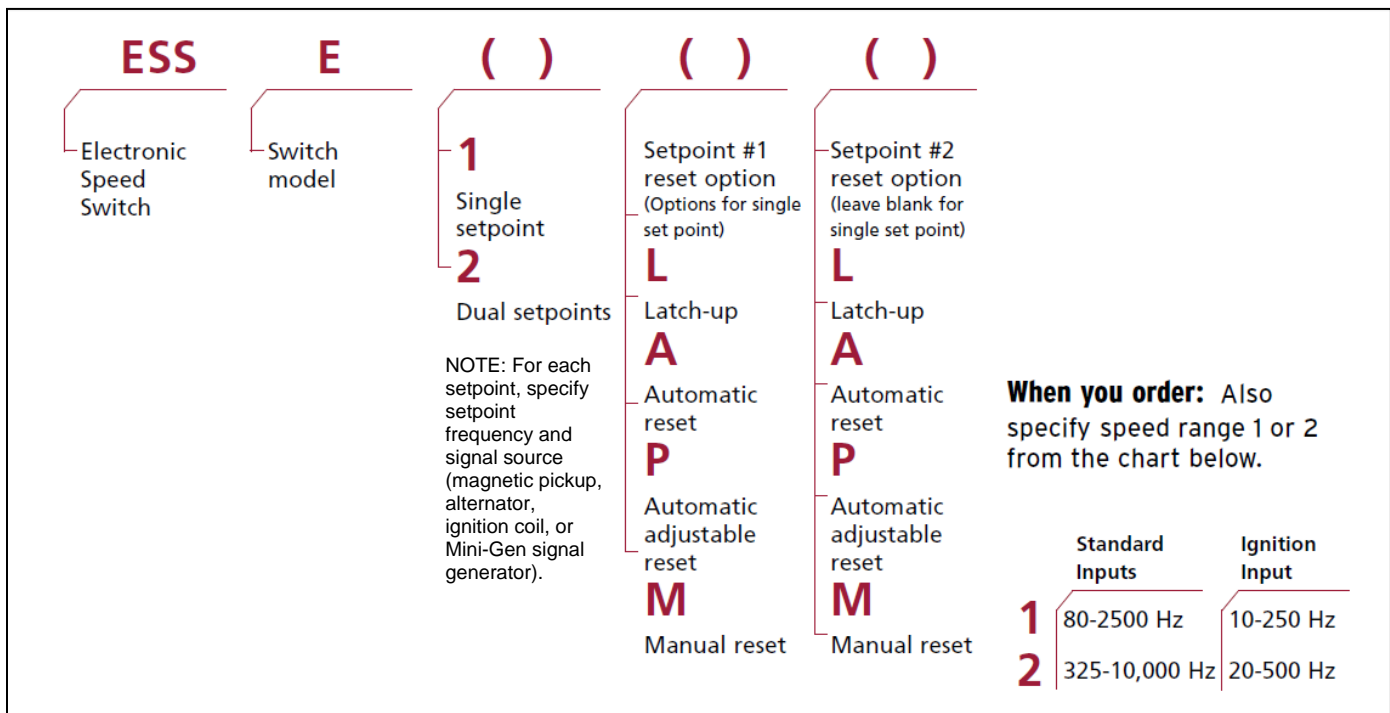 ESS E ( ) ( ) ( )
Electronic
Speed
Switch
Switch
model
1
Single
setpoint
2
Dual setpoints
NOTE: For each
setpoint, specify
setpoint
frequency and
signal source
(magnetic pickup,
alternator,
ignition coil, or
Mini-Gen signal
generator).
Setpoint #1
reset option
(Options for single
set point)
L
Latch-up
A
Automatic
reset
P
Automatic
adjustable
reset
M
Manual reset
Setpoint #2
reset option
(leave blank for
single set point)
L
Latch-up
A
Automatic
reset
P
Automatic
adjustable
reset
M
Manual reset
When you order: Also
specify speed range 1 or 2
from the chart below.
Standard
Inputs
Ignition
Input
1 80-2500 Hz 10-250 Hz
2 325-10,000 Hz 20-500 Hz